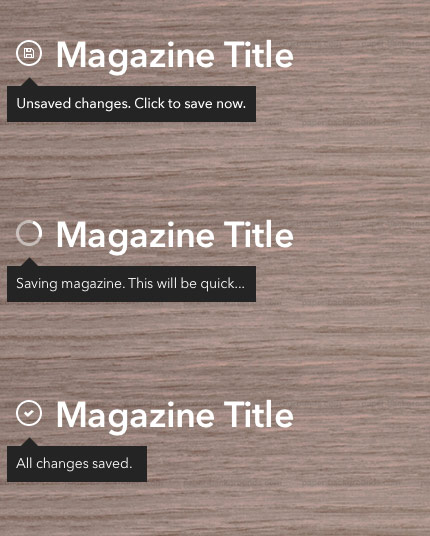 Magazine Title
Unsaved changes. Click to save now.
Magazine Title
Saving magazine. This will be quick...
Magazine Title
All changes saved.